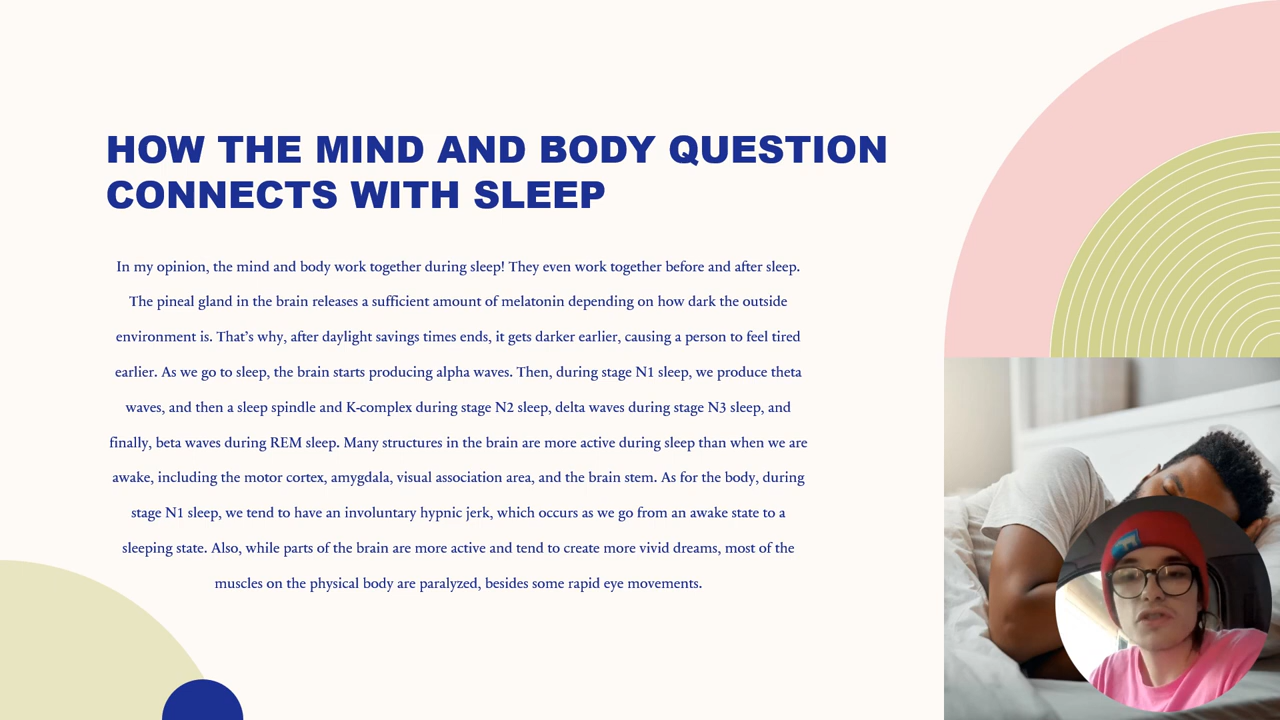 HOW THE MIND AND BODY QUESTION
CONNECTS WITH SLEEP
In my opinion, the mind and body work together during sleep! They even work together before and after sleep.
The pineal gland in the brain releases a sufficient amount of melatonin depending on how dark the outside
environment is. That’s why, after daylight savings times ends, it gets darker earlier, causing a person to feel tired
earlier. As we go to sleep, the brain starts producing alpha waves. Then, during stage N1 sleep, we produce theta
waves, and then a sleep spindle and K-complex during stage N2 sleep, delta waves during stage N3 sleep, and
finally, beta waves during REM sleep. Many structures in the brain are more active during sleep than when we are
awake, including the motor cortex, amygdala, visual association area, and the brain stem. As for the body, during
stage N1 sleep, we tend to have an involuntary hypnic jerk, which occurs as we go from an awake state to a
sleeping state. Also, while parts of the brain are more active and tend to create more vivid dreams, most of the
muscles on the physical body are paralyzed, besides some rapid eye movements.